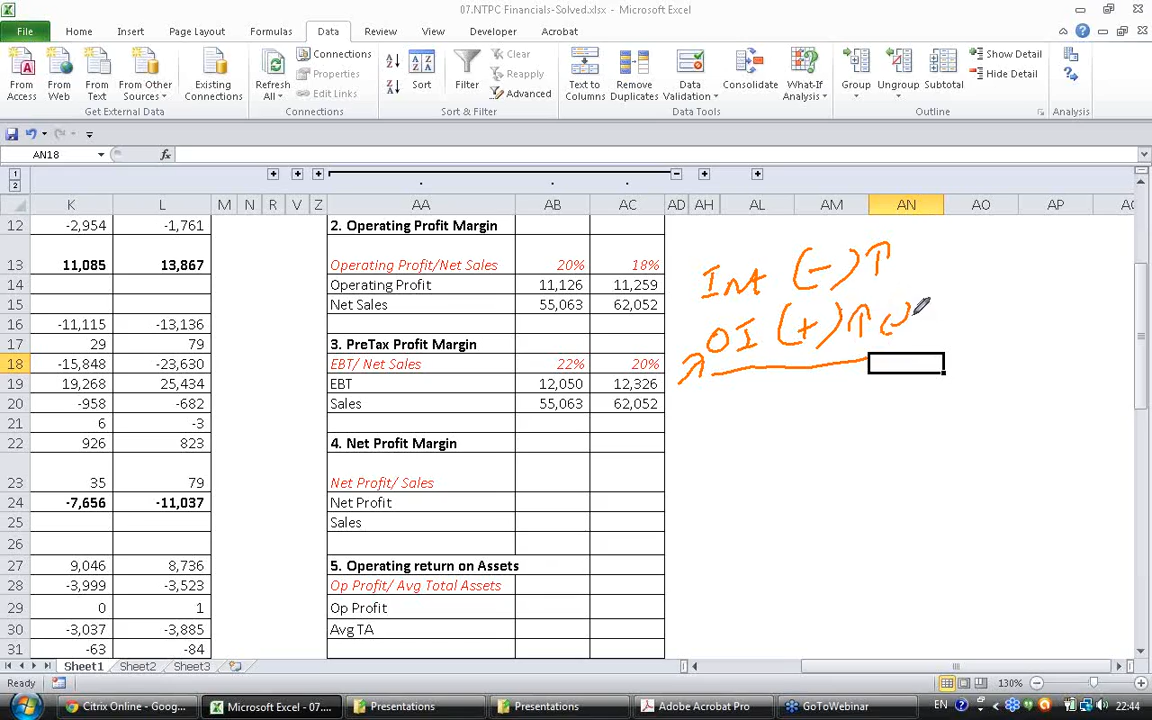 07.NTPC Financials-Solved.xlsx - Microsoft Excel
File Home Insert Page Layout Formulas Data Review View Developer Acrobat
From Access
From Web
From Text
From Other Sources
Existing Connections
Refresh All
Connections
Properties
Edit Links
Sort
Filter
Clear
Reapply
Advanced
Text to Columns
Remove Duplicates
Data Validation
Consolidate
What-If Analysis
Group
Ungroup
Subtotal
Show Detail
Hide Detail
Get External Data Connections Sort & Filter Data Tools Outline Analysis
AN18 fx
1
2
K L M N R V Z AA AB AC AD AH AL AM AN AO AP
12 -2,954 -1,761 2. Operating Profit Margin
13 11,085 13,867 Operating Profit/Net Sales 20% 18%
14 Operating Profit 11,126 11,259
15 Net Sales 55,063 62,052
16 -11,115 -13,136
17 29 79 3. PreTax Profit Margin
18 -15,848 -23,630 EBT/ Net Sales 22% 20%
19 19,268 25,434 EBT 12,050 12,326
20 -958 -682 Sales 55,063 62,052
21 6 -3
22 926 823 4. Net Profit Margin
23 35 79 Net Profit/ Sales
24 -7,656 -11,037 Net Profit
25 Sales
26
27 9,046 8,736 5. Operating return on Assets
28 -3,999 -3,523 Op Profit/ Avg Total Assets
29 0 1 Op Profit
30 -3,037 -3,885 Avg TA
31 -63 -84
Int (-) ↑
OI (+) ↑
Sheet1 Sheet2 Sheet3
Ready 130%
Citrix Online - Goog... Microsoft Excel - 07.... Presentations Presentations Adobe Acrobat Pro GoToWebinar EN 22:44